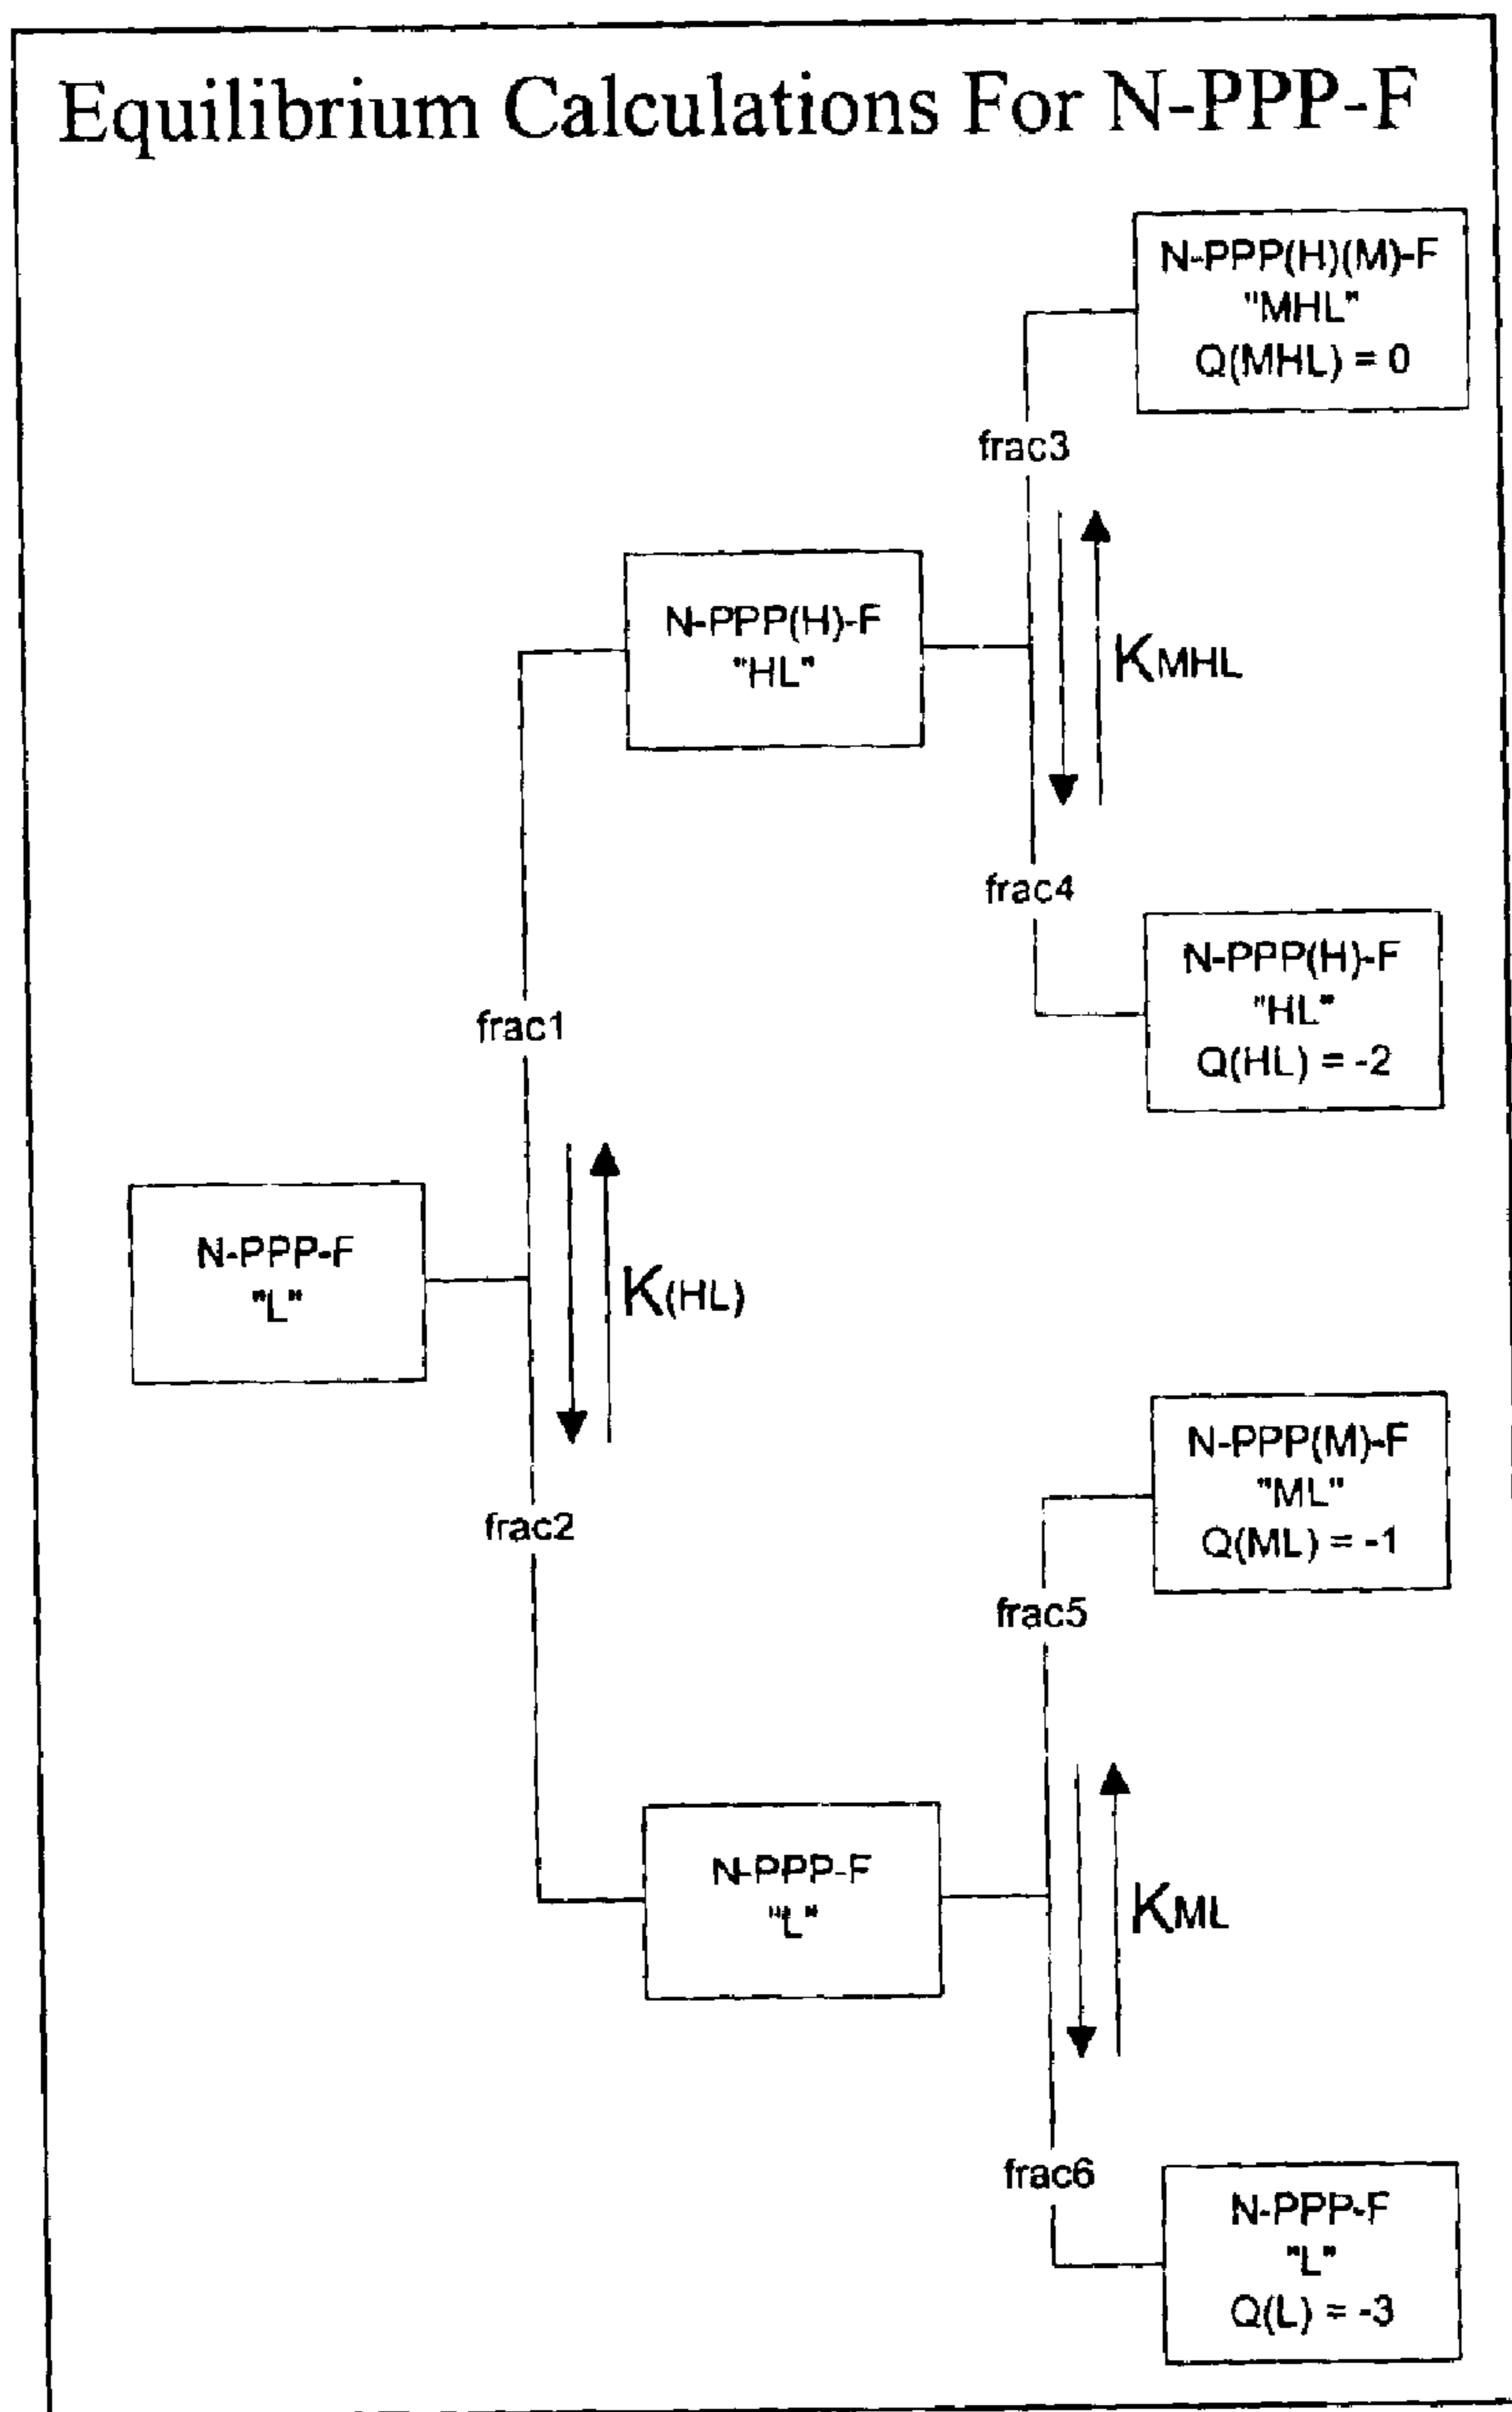 Equilibrium Calculations For N-PPP-F
N-PPP(H)(M)-F
"MHL"
Q(MHL) = 0
frac3
N-PPP(H)-F
"HL"
KMHL
frac4
N-PPP(H)-F
"HL"
Q(HL) = -2
frac1
N-PPP-F
"L"
K(HL)
N-PPP(M)-F
"ML"
Q(ML) = -1
frac2
frac5
N-PPP-F
"L"
KML
frac6
N-PPP-F
"L"
Q(L) = -3